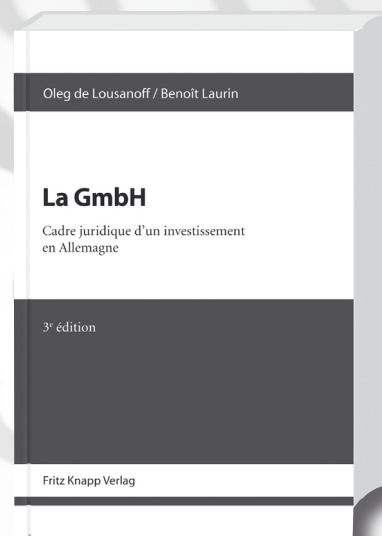 Oleg de Lousanoff / Benoît Laurin
La GmbH
Cadre juridique d'un investissement
en Allemagne
3e édition
Fritz Knapp Verlag